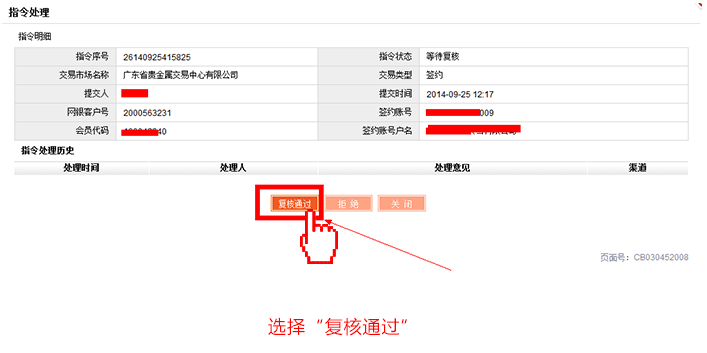 指令处理
指令明细
指令序号 26140925415825 指令状态 等待复核
交易市场名称 广东省贵金属交易中心有限公司 交易类型 签约
提交人 提交时间 2014-09-25 12:17
网银客户号 2000563231 签约账号 009
会员代码 40 签约账号户名
指令处理历史
处理时间 处理人 处理意见 渠道
复核通过 拒 绝 关 闭
页面号：CB030452008
选择“复核通过”